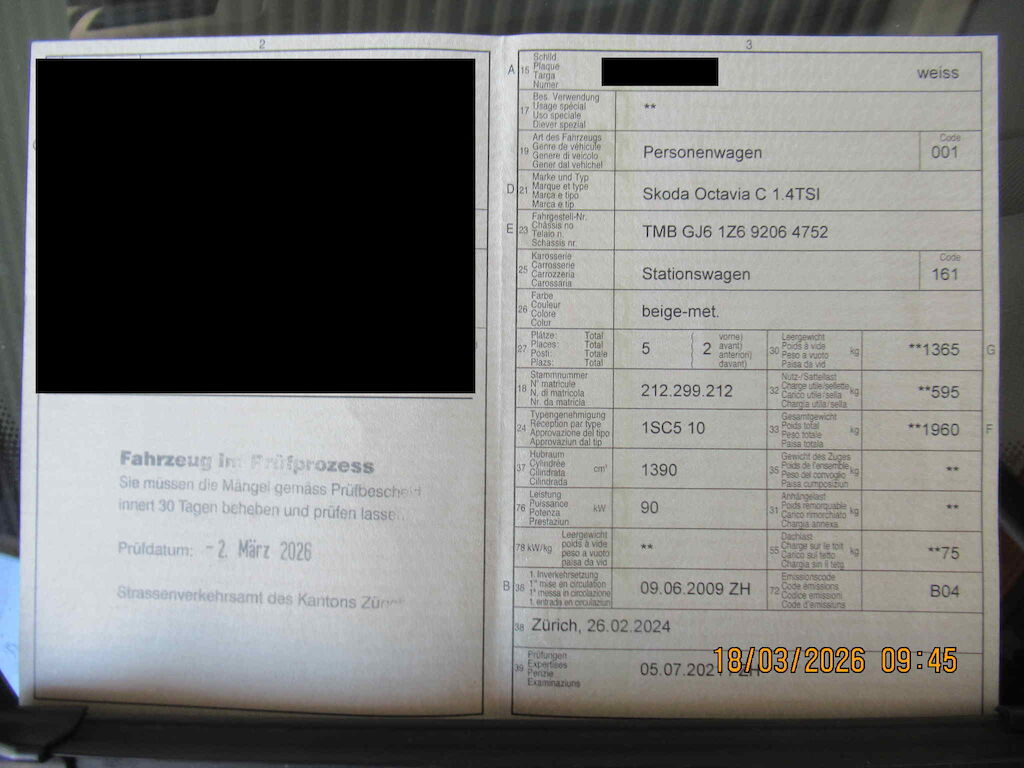 2
3
A 15 Schild
Plaque
Targa
Numer
weiss
17 Bes. Verwendung
Usage spécial
Uso speciale
Diever spezial
**
19 Art des Fahrzeugs
Genre de véhicule
Genere di veicolo
Gener dal vehichel
Personenwagen
Code
001
D 21 Marke und Typ
Marque et type
Marca e tipo
Marca e tip
Skoda Octavia C 1.4TSI
E 23 Fahrgestell-Nr.
Châssis no
Telaio n.
Schassis nr.
TMB GJ6 1Z6 9206 4752
25 Karosserie
Carrosserie
Carrozzeria
Carossaria
Stationswagen
Code
161
26 Farbe
Couleur
Colore
Colur
beige-met.
27 Plätze: Total
Places: Total
Posti: Totale
Plazs: Total
5
2
vorne)
avant)
anteriori)
davant)
30 Leergewicht
Poids à vide
Peso a vuoto
Paisa da vid
kg
**1365
G
18 Stammnummer
N° matricule
N. di matricola
Nr. da matricla
212.299.212
32 Nutz-/Sattellast
Charge utile/sellette
Carico utile/sella
Chargia utila/sella
kg
**595
24 Typengenehmigung
Réception par type
Approvazione del tipo
Approvaziun dal tip
1SC5 10
33 Gesamtgewicht
Poids total
Peso totale
Paisa totala
kg
**1960
F
37 Hubraum
Cylindrée
Cilindrata
Cilindrada
cm³
1390
35 Gewicht des Zuges
Poids de l'ensemble
Peso del convoglio
Paisa cumposiziun
kg
**
76 Leistung
Puissance
Potenza
Prestaziun
kW
90
31 Anhängelast
Poids remorquable
Carico rimorchiato
Chargia annexa
kg
**
78 kW/kg
Leergewicht
poids à vide
peso a vuoto
paisa da vid
**
55 Dachlast
Charge sur le toit
Carico sul tetto
Chargia sin il tetg
kg
**75
B 36 1. Inverkehrsetzung
1re mise en circulation
1a messa in circolazione
1. entrada en circulaziun
09.06.2009 ZH
72 Emissionscode
Code émissions
Codice emissioni
Code d'emissiuns
B04
38 Zürich, 26.02.2024
39 Prüfungen
Expertises
Perizie
Examinaziuns
05.07.2021 ZH
18/03/2026 09:45
Fahrzeug im Prüfprozess
Sie müssen die Mängel gemäss Prüfbescheid
innert 30 Tagen beheben und prüfen lassen.
Prüfdatum: - 2. März 2026
Strassenverkehrsamt des Kantons Zürich